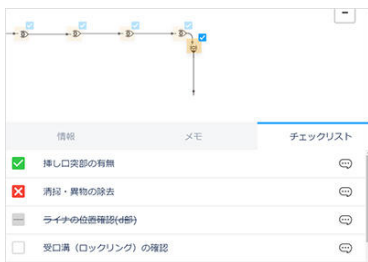 情報 メモ チェックリスト
挿し口突部の有無
清掃・異物の除去
ライナの位置確認(d部)
受口溝（ロックリング）の確認